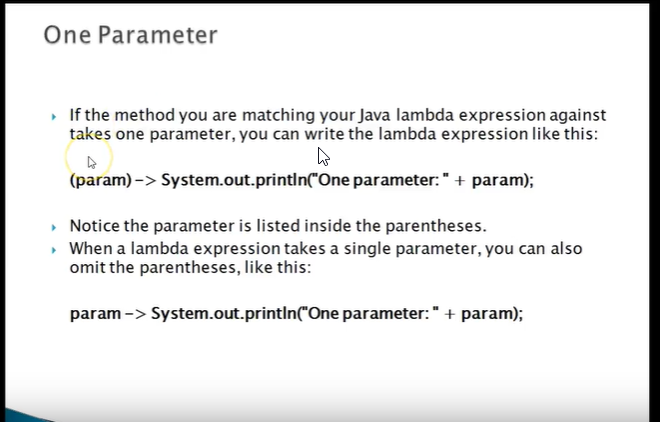 One Parameter
If the method you are matching your Java lambda expression against
takes one parameter, you can write the lambda expression like this:
(param) -> System.out.println("One parameter: " + param);
Notice the parameter is listed inside the parentheses.
When a lambda expression takes a single parameter, you can also
omit the parentheses, like this:
param -> System.out.println("One parameter: " + param);